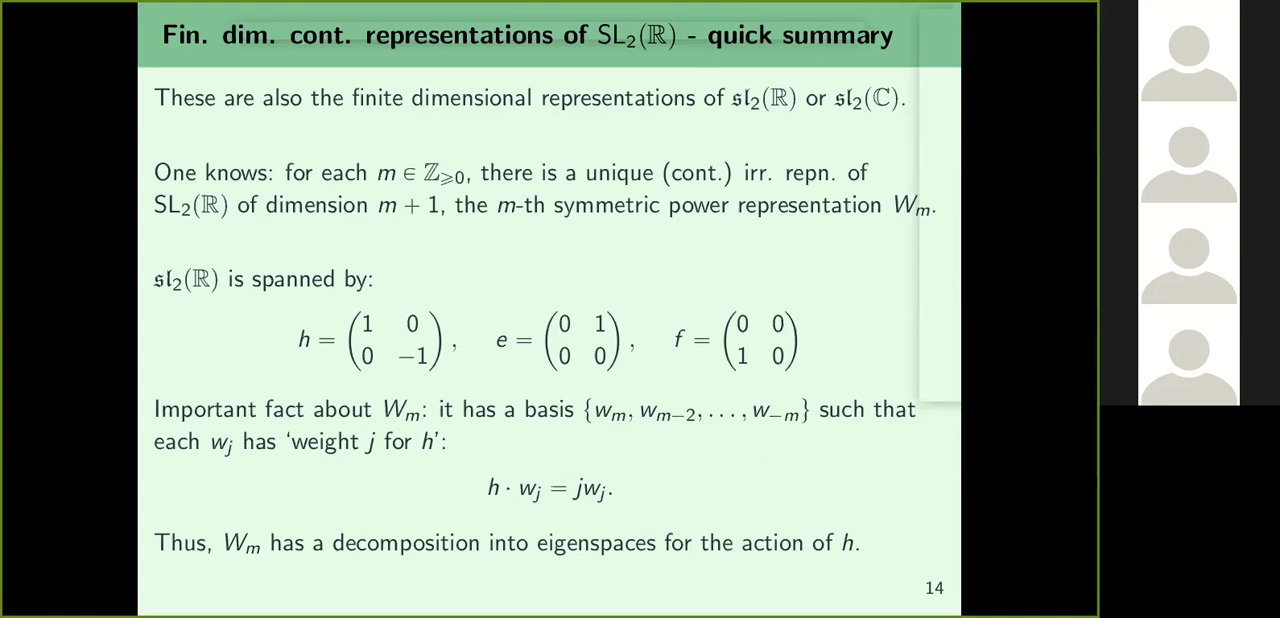 Fin. dim. cont. representations of SL₂(ℝ) - quick summary
These are also the finite dimensional representations of 𝔰𝔩₂(ℝ) or 𝔰𝔩₂(ℂ).
One knows: for each m ∈ ℤ⩾₀, there is a unique (cont.) irr. repn. of
SL₂(ℝ) of dimension m + 1, the m-th symmetric power representation Wₘ.
𝔰𝔩₂(ℝ) is spanned by:
h = (1 0; 0 −1), e = (0 1; 0 0), f = (0 0; 1 0)
Important fact about Wₘ: it has a basis {wₘ, wₘ₋₂, . . . , w₋ₘ} such that
each wⱼ has ‘weight j for h’:
h · wⱼ = jwⱼ.
Thus, Wₘ has a decomposition into eigenspaces for the action of h.
14